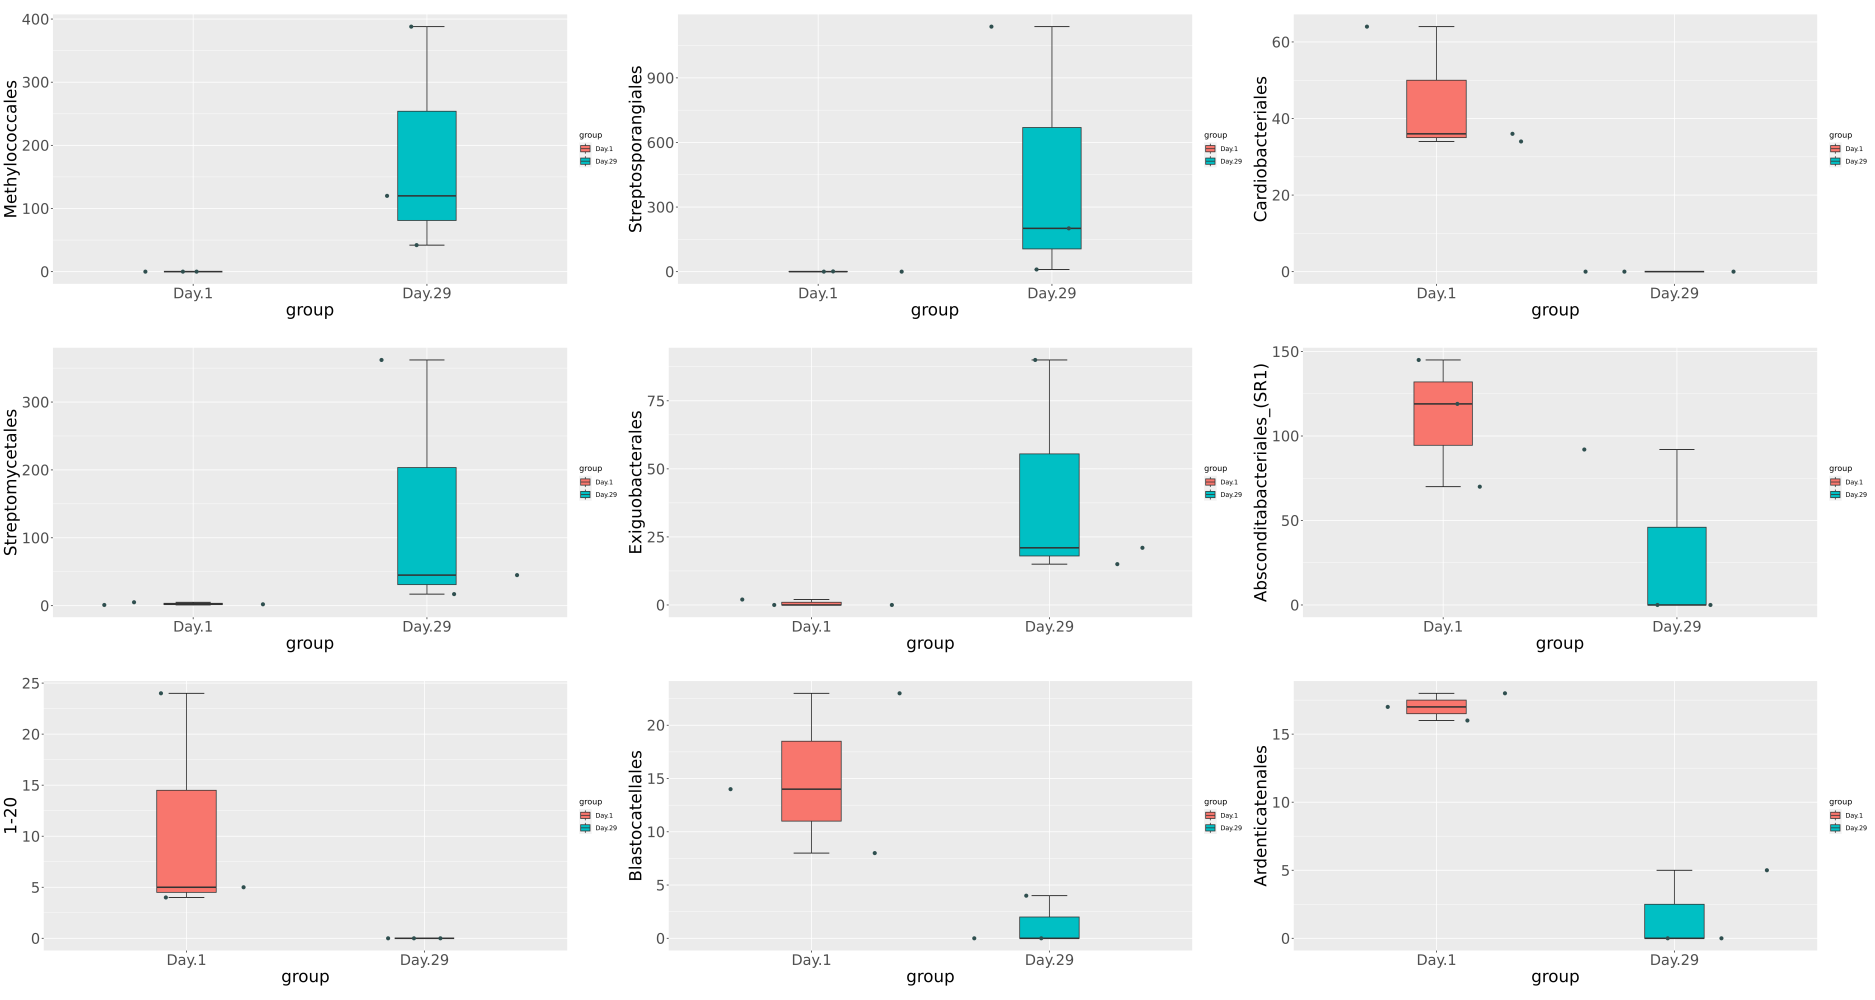 Methylococcales
400
300
200
100
0
Day.1
Day.29
group
group
Day.1
Day.29
Streptosporangiales
900
600
300
0
Day.1
Day.29
group
group
Day.1
Day.29
Cardiobacteriales
60
40
20
0
Day.1
Day.29
group
group
Day.1
Day.29
Streptomycetales
300
200
100
0
Day.1
Day.29
group
group
Day.1
Day.29
Exiguobacterales
75
50
25
0
Day.1
Day.29
group
group
Day.1
Day.29
Absconditabacteriales_(SR1)
150
100
50
0
Day.1
Day.29
group
group
Day.1
Day.29
1-20
25
20
15
10
5
0
Day.1
Day.29
group
group
Day.1
Day.29
Blastocatellales
20
15
10
5
0
Day.1
Day.29
group
group
Day.1
Day.29
Ardenticatenales
15
10
5
0
Day.1
Day.29
group
group
Day.1
Day.29